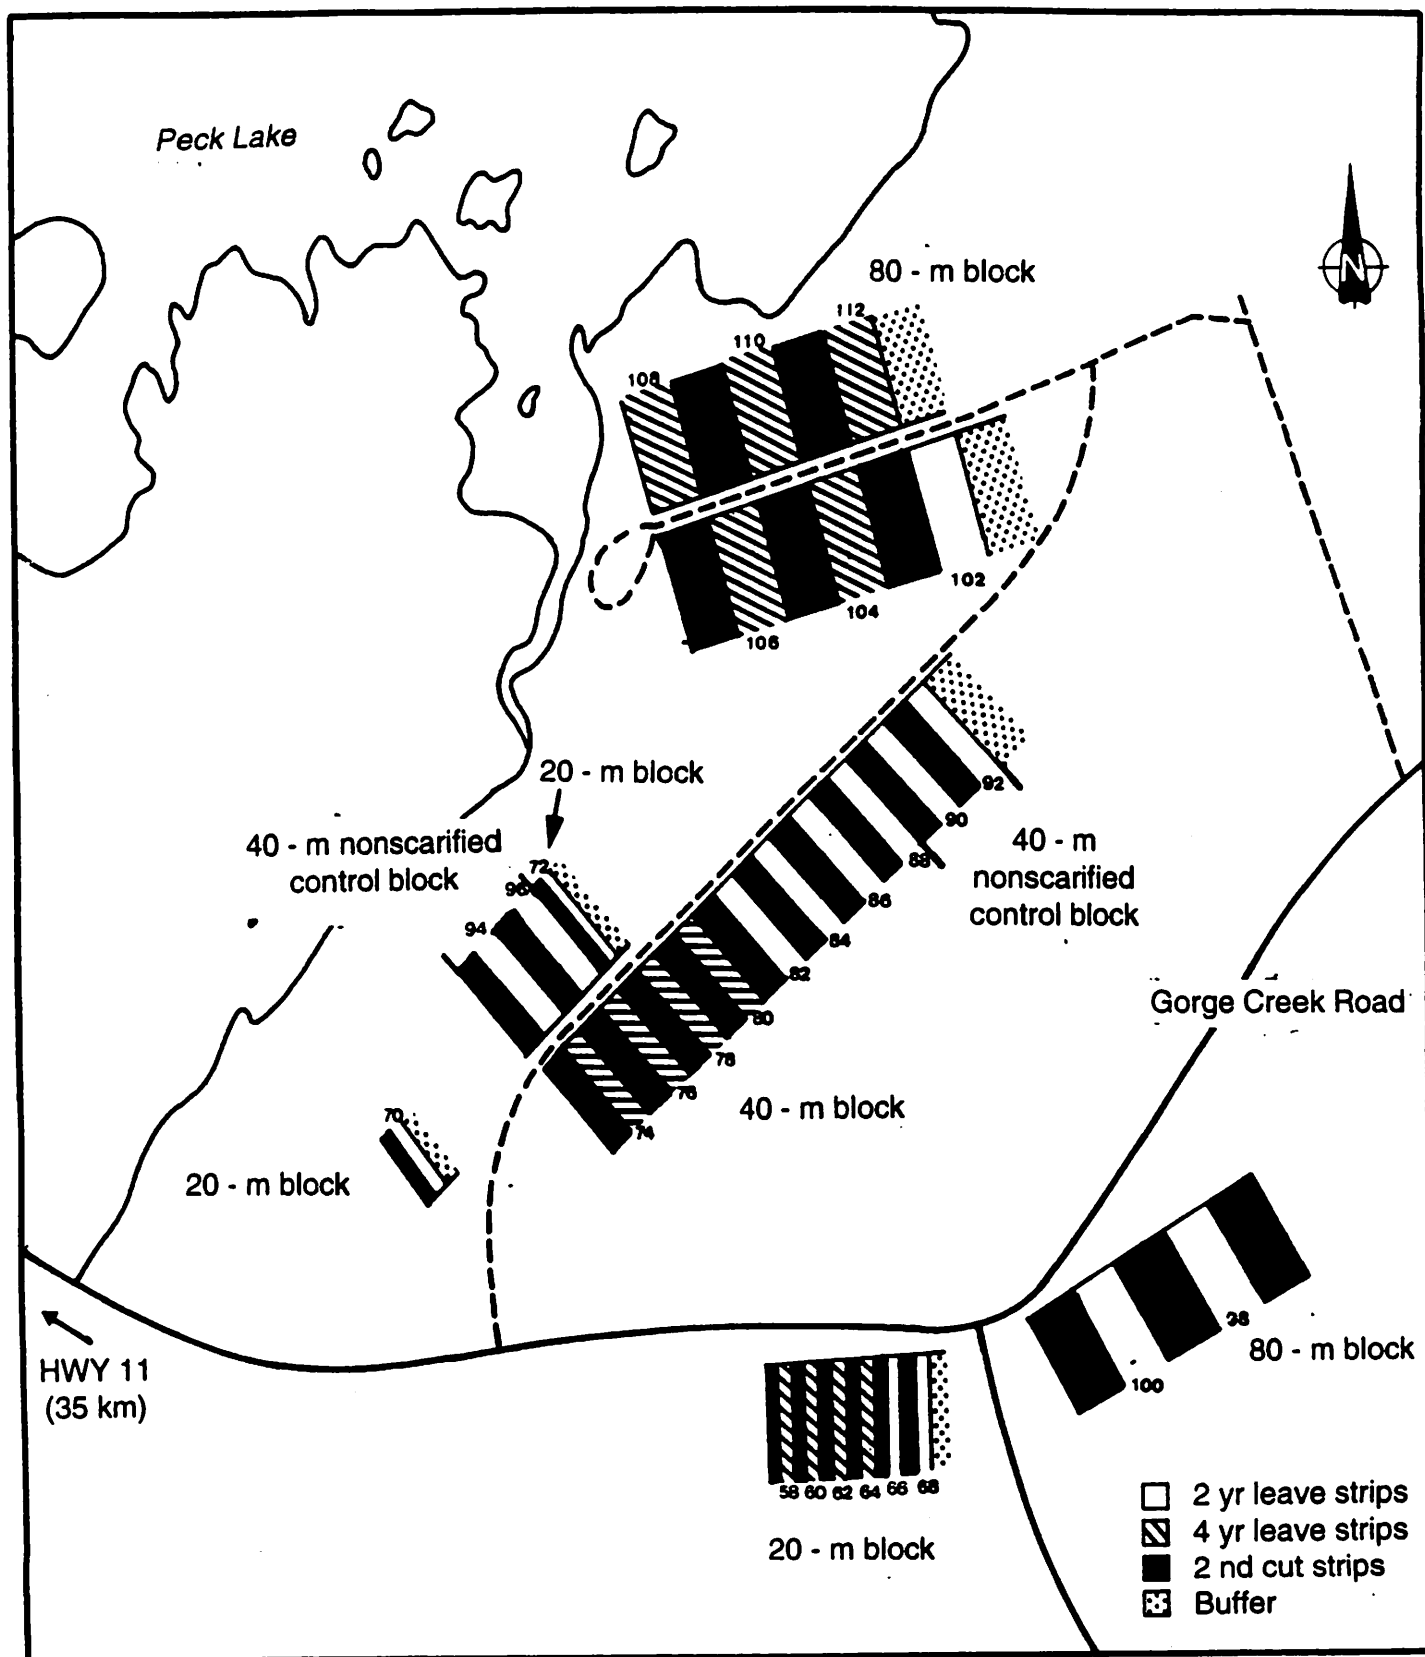 Peck Lake
80 - m block
N
112
110
108
102
104
106
20 - m block
40 - m nonscarified
control block
72
96
94
92
90
88
86
84
82
80
78
76
74
40 - m
nonscarified
control block
Gorge Creek Road
40 - m block
70
20 - m block
HWY 11
(35 km)
98
80 - m block
100
58 60 62 64 66 68
20 - m block
2 yr leave strips
4 yr leave strips
2 nd cut strips
Buffer